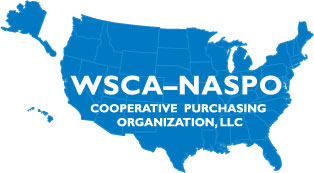 WSCA–NASPO
COOPERATIVE PURCHASING
ORGANIZATION, LLC